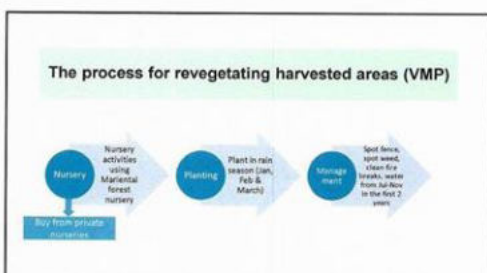 The process for revegetating harvested areas (VMP)
Nursery
Nursery
activities
using
Mariental
forest
nursery
Buy from private
nurseries
Planting
Plant in rain
season (Jan,
Feb &
March)
Manage
ment
Spot fence,
spot weed,
clean fire
breaks, water
from Jul-Nov
in the first 2
years